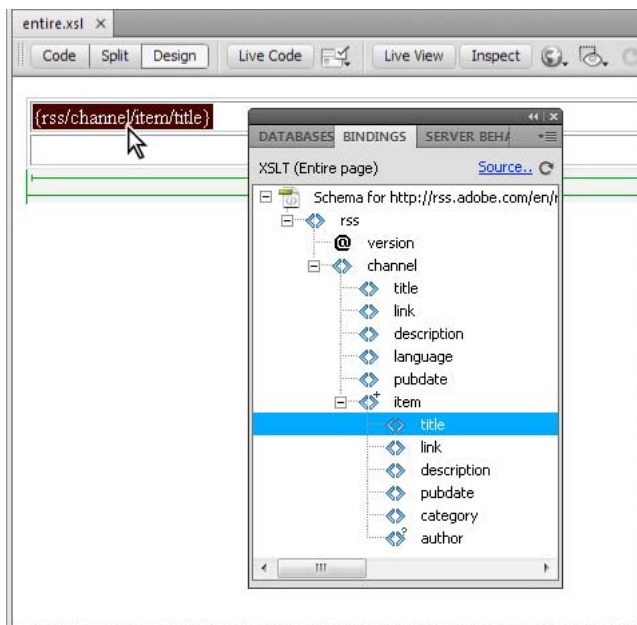 entire.xsl ×
Code Split Design Live Code Live View Inspect
{rss/channel/item/title}
DATABASES BINDINGS SERVER
XSLT (Entire page) Source..
Schema for http://rss.adobe.com/en/
rss
@ version
channel
title
link
description
language
pubdate
item
title
link
description
pubdate
category
author